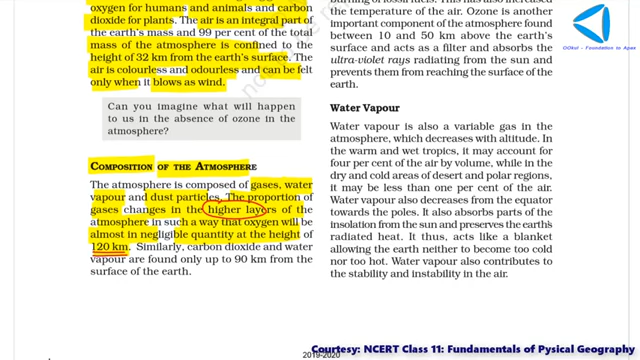 oxygen for humans and animals and carbon
dioxide for plants. The air is an integral part of
the earth's mass and 99 per cent of the total
mass of the atmosphere is confined to the
height of 32 km from the earth's surface. The
air is colourless and odourless and can be felt
only when it blows as wind.
Can you imagine what will happen
to us in the absence of ozone in the
atmosphere?
COMPOSITION OF THE ATMOSPHERE
The atmosphere is composed of gases, water
vapour and dust particles. The proportion of
gases changes in the higher layers of the
atmosphere in such a way that oxygen will be
almost in negligible quantity at the height of
120 km. Similarly, carbon dioxide and water
vapour are found only up to 90 km from the
surface of the earth.
the temperature of the air. Ozone is another
important component of the atmosphere found
between 10 and 50 km above the earth's
surface and acts as a filter and absorbs the
ultra-violet rays radiating from the sun and
prevents them from reaching the surface of the
earth.
Water Vapour
Water vapour is also a variable gas in the
atmosphere, which decreases with altitude. In
the warm and wet tropics, it may account for
four per cent of the air by volume, while in the
dry and cold areas of desert and polar regions,
it may be less than one per cent of the air.
Water vapour also decreases from the equator
towards the poles. It also absorbs parts of the
insolation from the sun and preserves the earth's
radiated heat. It thus, acts like a blanket
allowing the earth neither to become too cold
nor too hot. Water vapour also contributes to
the stability and instability in the air.
Foundation to Apex
2019-2020
Courtesy: NCERT Class 11: Fundamentals of Pysical Geography